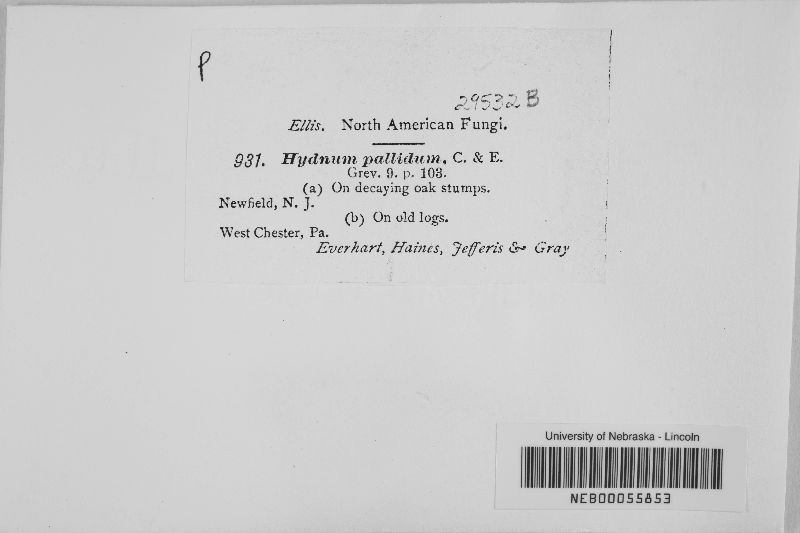 P
29532 B
Ellis. North American Fungi.
931. Hydnum pallidum, C. & E.
Grev. 9. p. 103.
(a) On decaying oak stumps.
Newfield, N. J.
(b) On old logs.
West Chester, Pa.
Everhart, Haines, Jefferis & Gray
University of Nebraska - Lincoln
NEB00055853